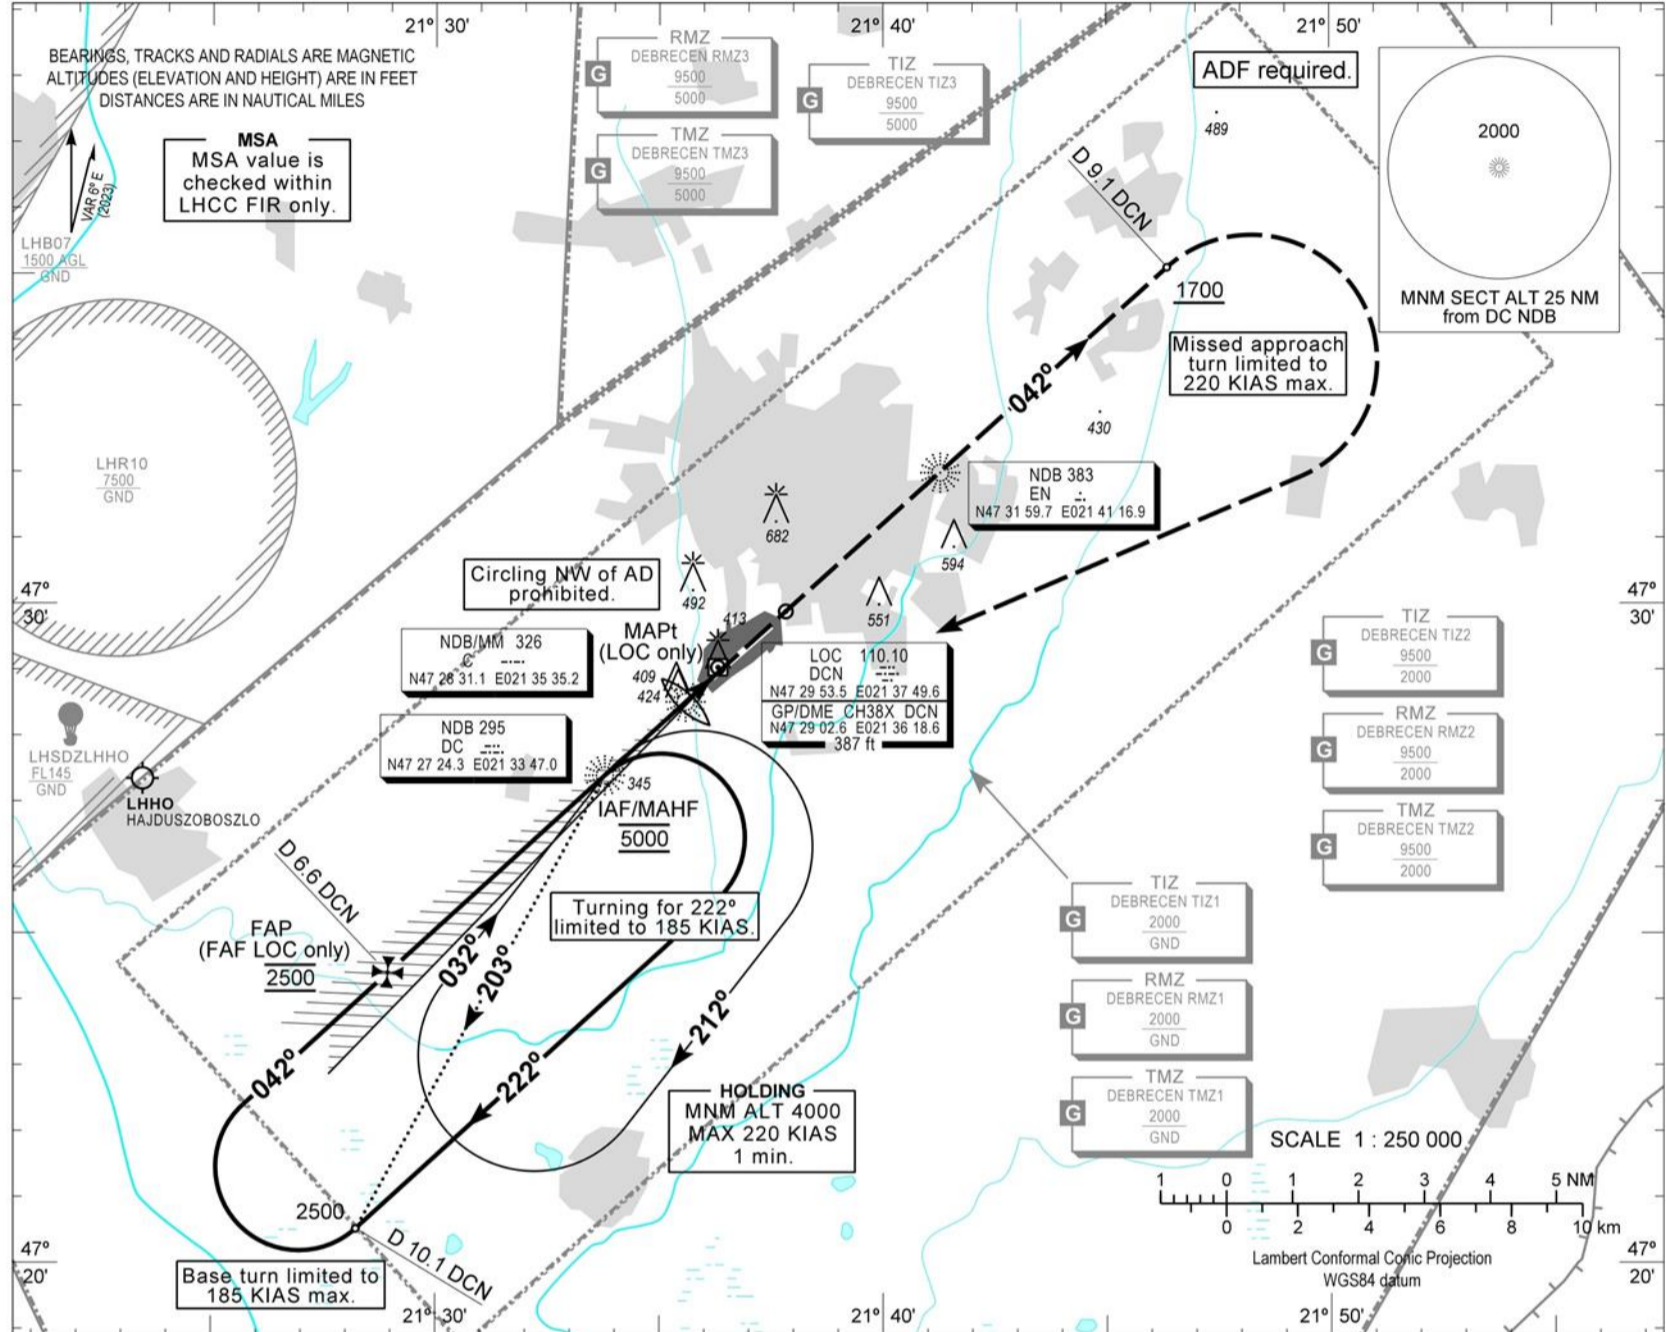 21° 30'
21° 40'
21° 50'
BEARINGS, TRACKS AND RADIALS ARE MAGNETIC
ALTITUDES (ELEVATION AND HEIGHT) ARE IN FEET
DISTANCES ARE IN NAUTICAL MILES
MSA
MSA value is
checked within
LHCC FIR only.
VAR 6° E
(2023)
RMZ
G DEBRECEN RMZ3
9500
5000
TMZ
G DEBRECEN TMZ3
9500
5000
TIZ
G DEBRECEN TIZ3
9500
5000
ADF required.
489
2000
MNM SECT ALT 25 NM
from DC NDB
D 9.1 DCN
1700
Missed approach
turn limited to
220 KIAS max.
LHB07
1500 AGL
GND
LHR10
7500
GND
042°
430
NDB 383
EN
N47 31 59.7 E021 41 16.9
682
594
551
492
413
409
424
Circling NW of AD
prohibited.
47°
30'
47°
30'
MAPt
(LOC only)
NDB/MM 326
C
N47 28 31.1 E021 35 35.2
LOC 110.10
DCN
N47 29 53.5 E021 37 49.6
GP/DME CH38X DCN
N47 29 02.6 E021 36 18.6
387 ft
NDB 295
DC
N47 27 24.3 E021 33 47.0
345
LHSDZLHHO
FL145
GND
LHHO
HAJDUSZOBOSZLO
IAF/MAHF
5000
D 6.6 DCN
FAP
(FAF LOC only)
2500
Turning for 222°
limited to 185 KIAS.
032°
203°
212°
222°
042°
HOLDING
MNM ALT 4000
MAX 220 KIAS
1 min.
2500
D 10.1 DCN
Base turn limited to
185 KIAS max.
TIZ
G DEBRECEN TIZ2
9500
2000
RMZ
G DEBRECEN RMZ2
9500
2000
TMZ
G DEBRECEN TMZ2
9500
2000
TIZ
G DEBRECEN TIZ1
2000
GND
RMZ
G DEBRECEN RMZ1
2000
GND
TMZ
G DEBRECEN TMZ1
2000
GND
SCALE 1 : 250 000
1 0 1 2 3 4 5 NM
0 2 4 6 8 10 km
Lambert Conformal Conic Projection
WGS84 datum
47°
20'
47°
20'
21° 30'
21° 40'
21° 50'